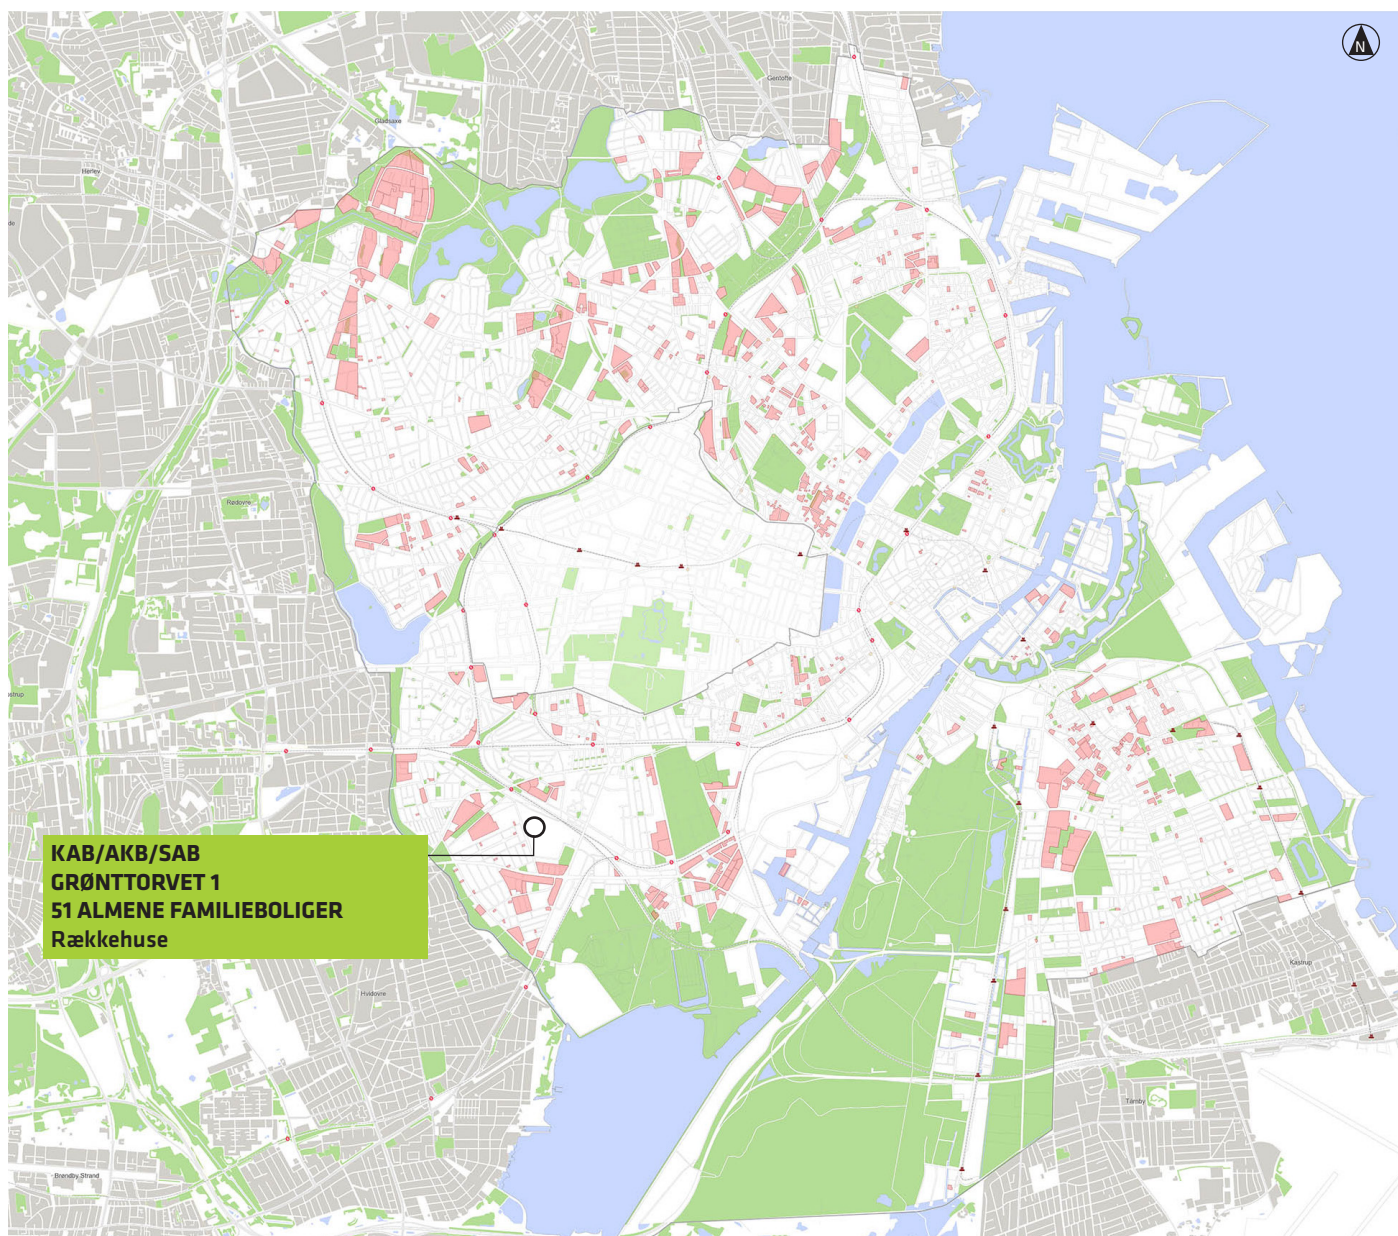 N
Gentofte
Gladsaxe
Herlev
Rødovre
KAB/AKB/SAB
GRØNTTORVET 1
51 ALMENE FAMILIEBOLIGER
Rækkehuse
Kastrup
Hvidovre
Tårnby
Brøndby Strand